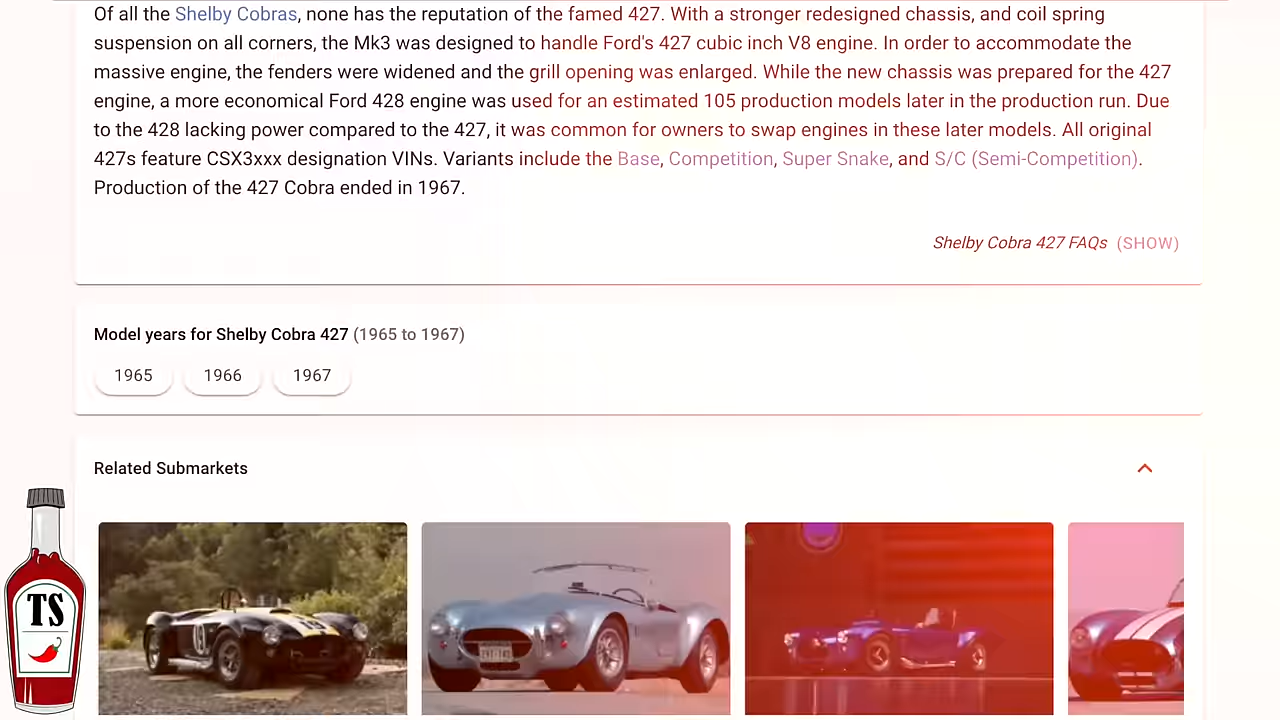 Of all the Shelby Cobras, none has the reputation of the famed 427. With a stronger redesigned chassis, and coil spring
suspension on all corners, the Mk3 was designed to handle Ford's 427 cubic inch V8 engine. In order to accommodate the
massive engine, the fenders were widened and the grill opening was enlarged. While the new chassis was prepared for the 427
engine, a more economical Ford 428 engine was used for an estimated 105 production models later in the production run. Due
to the 428 lacking power compared to the 427, it was common for owners to swap engines in these later models. All original
427s feature CSX3xxx designation VINs. Variants include the Base, Competition, Super Snake, and S/C (Semi-Competition).
Production of the 427 Cobra ended in 1967.
Shelby Cobra 427 FAQs (SHOW)
Model years for Shelby Cobra 427 (1965 to 1967)
1965 1966 1967
Related Submarkets
TS